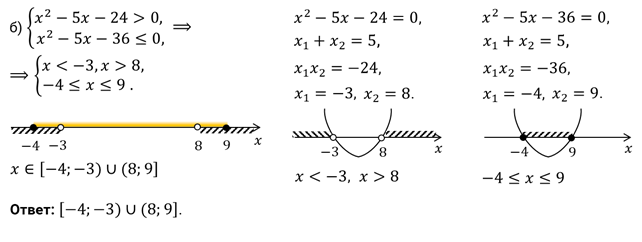 б) { x² − 5x − 24 > 0, x² − 5x − 36 ≤ 0, ⟹
⟹ { x < −3, x > 8, −4 ≤ x ≤ 9 .
−4 −3 8 9 x
x ∈ [−4; −3) ∪ (8; 9]
Ответ: [−4; −3) ∪ (8; 9].
x² − 5x − 24 = 0,
x₁ + x₂ = 5,
x₁x₂ = −24,
x₁ = −3, x₂ = 8.
−3 8 x
x < −3, x > 8
x² − 5x − 36 = 0,
x₁ + x₂ = 5,
x₁x₂ = −36,
x₁ = −4, x₂ = 9.
−4 9 x
−4 ≤ x ≤ 9